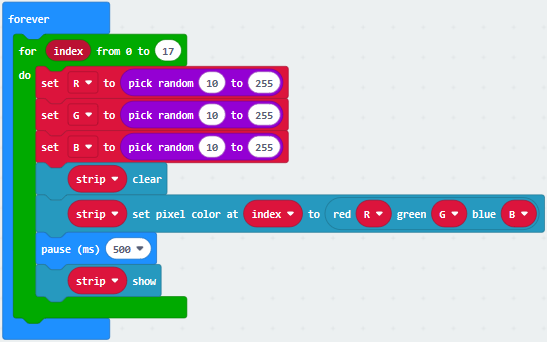 forever
for index from 0 to 17
do
set R to pick random 10 to 255
set G to pick random 10 to 255
set B to pick random 10 to 255
strip clear
strip set pixel color at index to red R green G blue B
pause (ms) 500
strip show